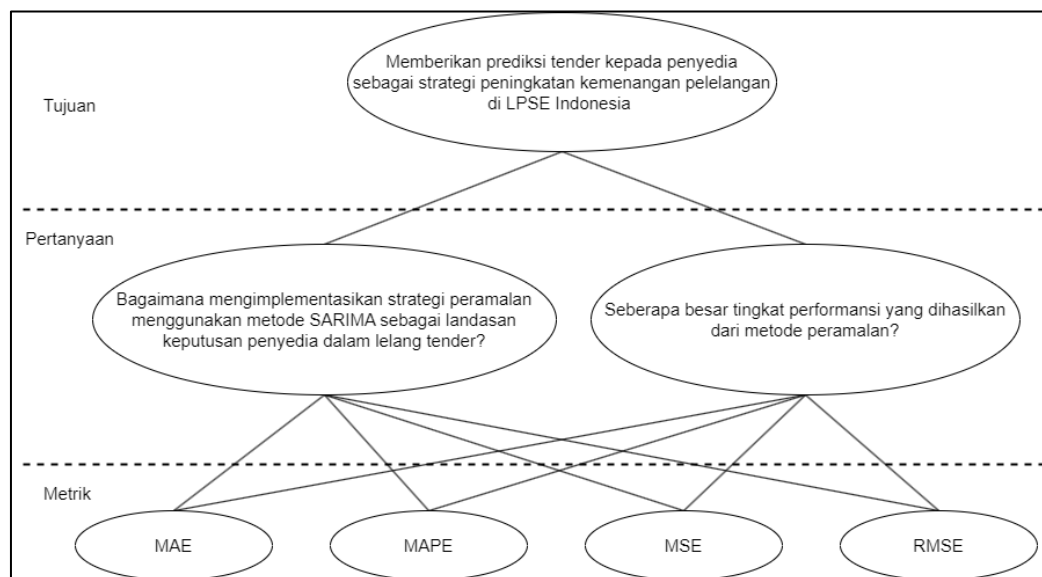 Tujuan
Memberikan prediksi tender kepada penyedia
sebagai strategi peningkatan kemenangan pelelangan
di LPSE Indonesia
Pertanyaan
Bagaimana mengimplementasikan strategi peramalan
menggunakan metode SARIMA sebagai landasan
keputusan penyedia dalam lelang tender?
Seberapa besar tingkat performansi yang dihasilkan
dari metode peramalan?
Metrik
MAE
MAPE
MSE
RMSE